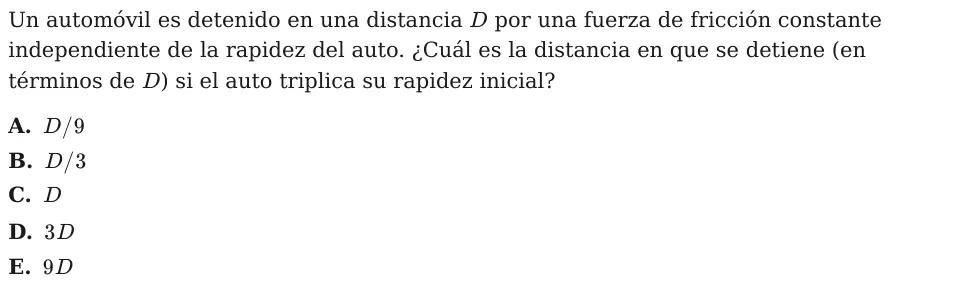 Un automóvil es detenido en una distancia D por una fuerza de fricción constante
independiente de la rapidez del auto. ¿Cuál es la distancia en que se detiene (en
términos de D) si el auto triplica su rapidez inicial?
A. D/9
B. D/3
C. D
D. 3D
E. 9D